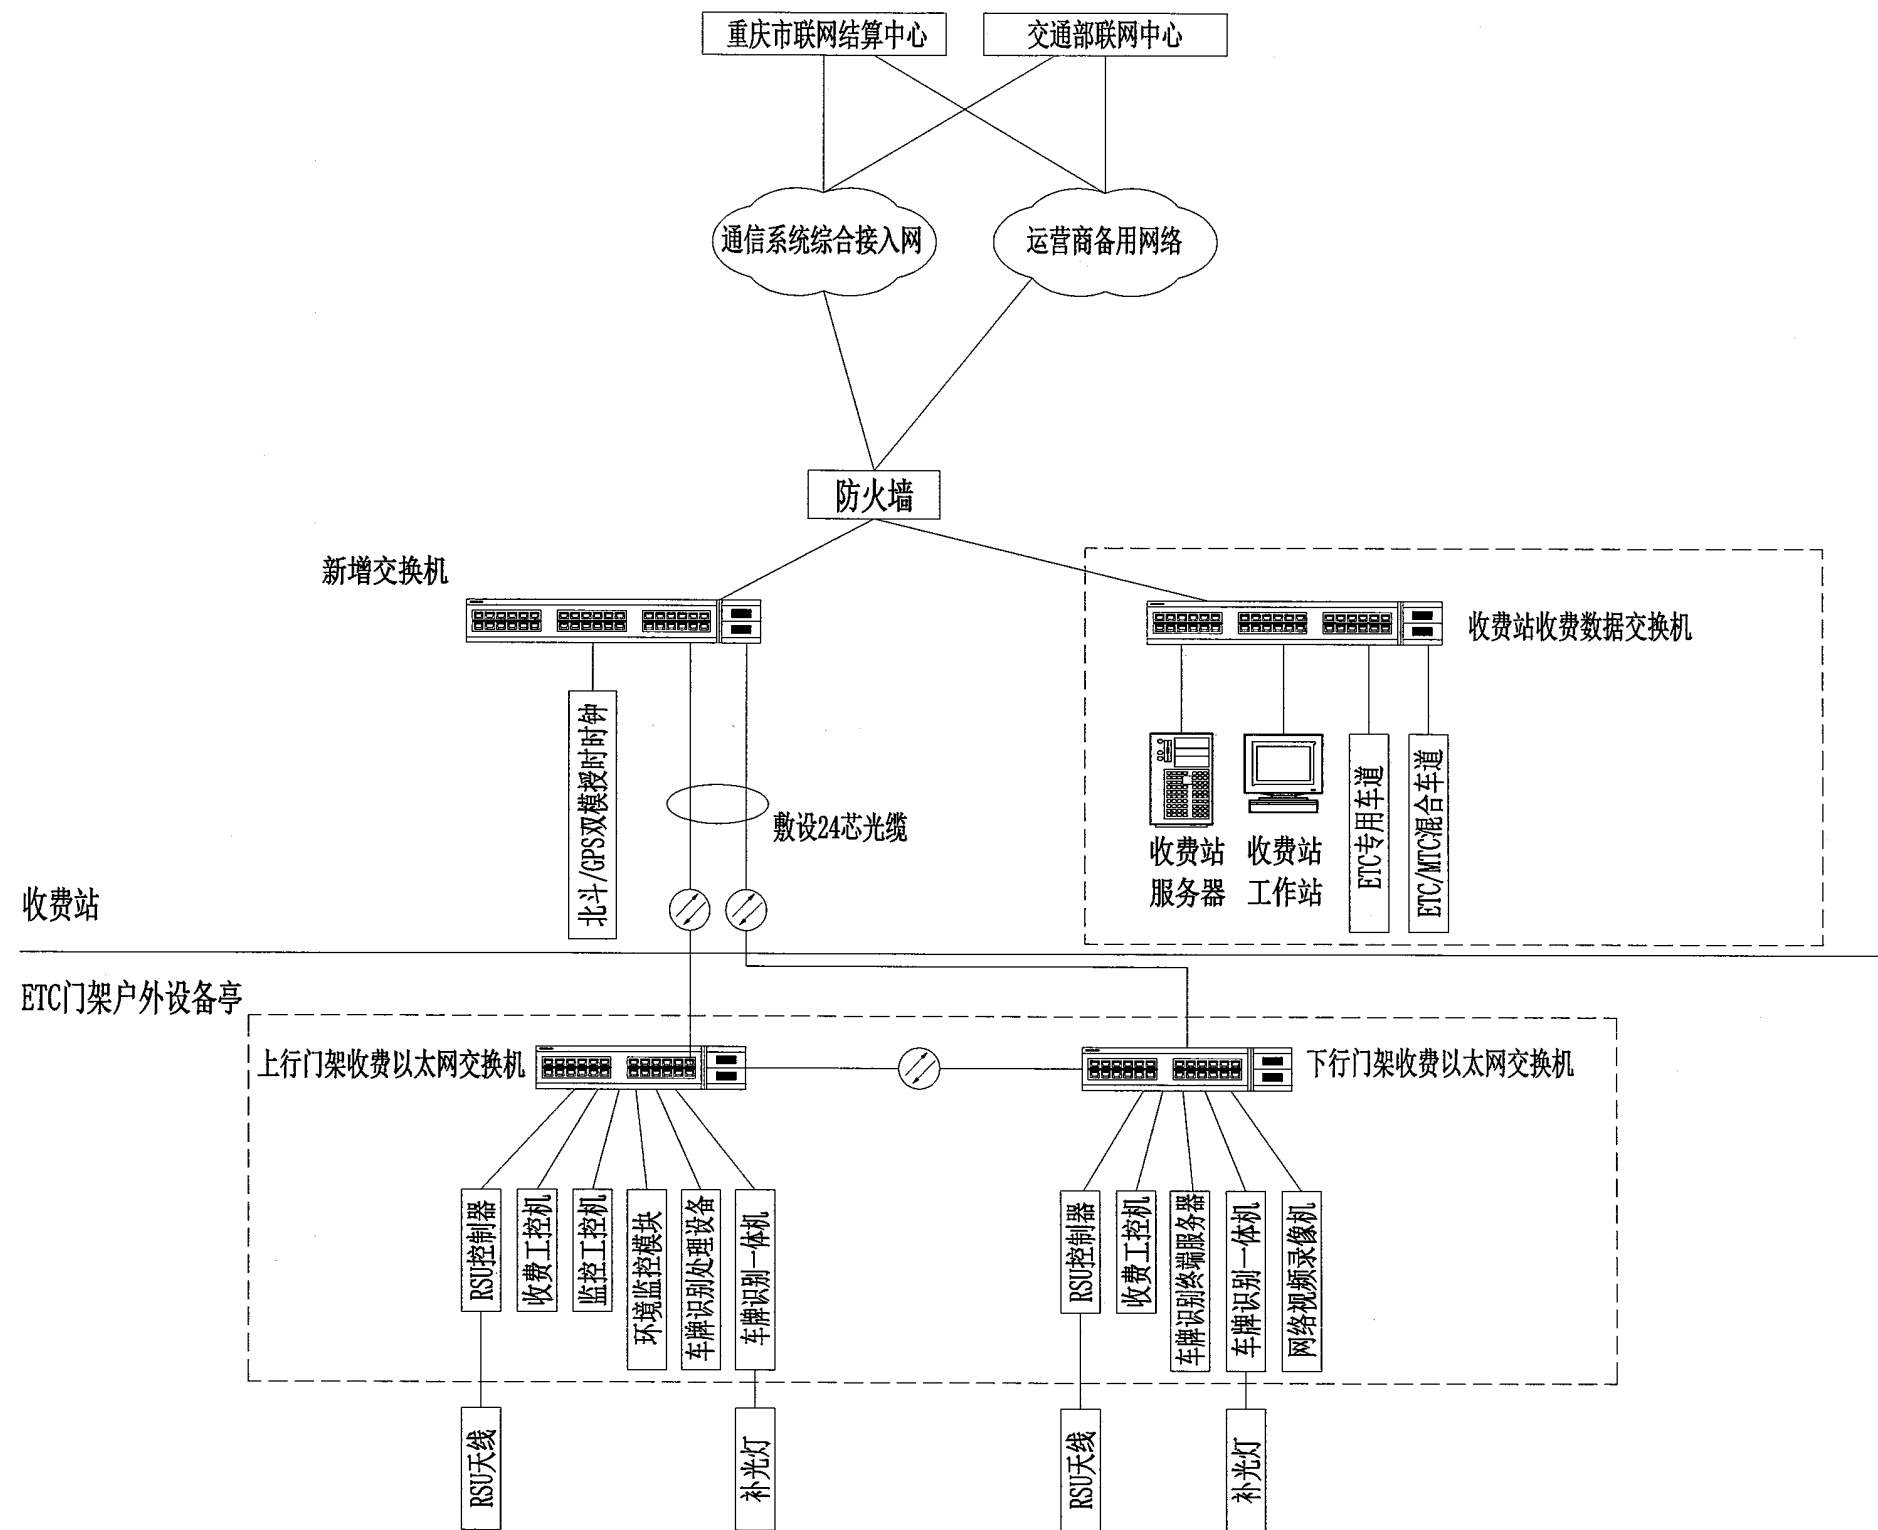 重庆市联网结算中心
交通部联网中心
通信系统综合接入网
运营商备用网络
防火墙
新增交换机
收费站收费数据交换机
北斗/GPS双模授时时钟
敷设24芯光缆
收费站
服务器
收费站
工作站
ETC专用车道
ETC/MTC混合车道
收费站
ETC门架户外设备亭
上行门架收费以太网交换机
下行门架收费以太网交换机
RSU控制器
收费工控机
监控工控机
环境监控模块
车牌识别处理设备
车牌识别一体机
RSU控制器
收费工控机
车牌识别终端服务器
车牌识别一体机
网络视频录像机
RSU天线
补光灯
RSU天线
补光灯